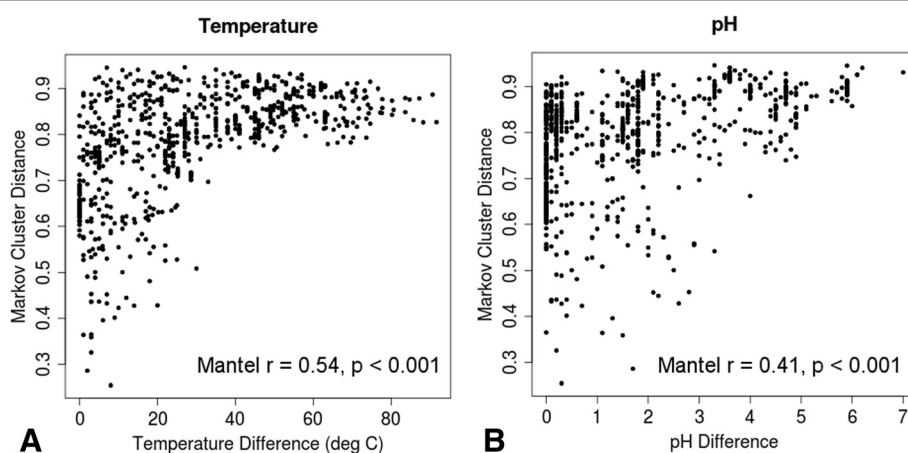 Temperature
Markov Cluster Distance
0.3 0.4 0.5 0.6 0.7 0.8 0.9
Mantel r = 0.54, p < 0.001
0 20 40 60 80
Temperature Difference (deg C)
A
pH
Markov Cluster Distance
0.3 0.4 0.5 0.6 0.7 0.8 0.9
Mantel r = 0.41, p < 0.001
0 1 2 3 4 5 6 7
pH Difference
B